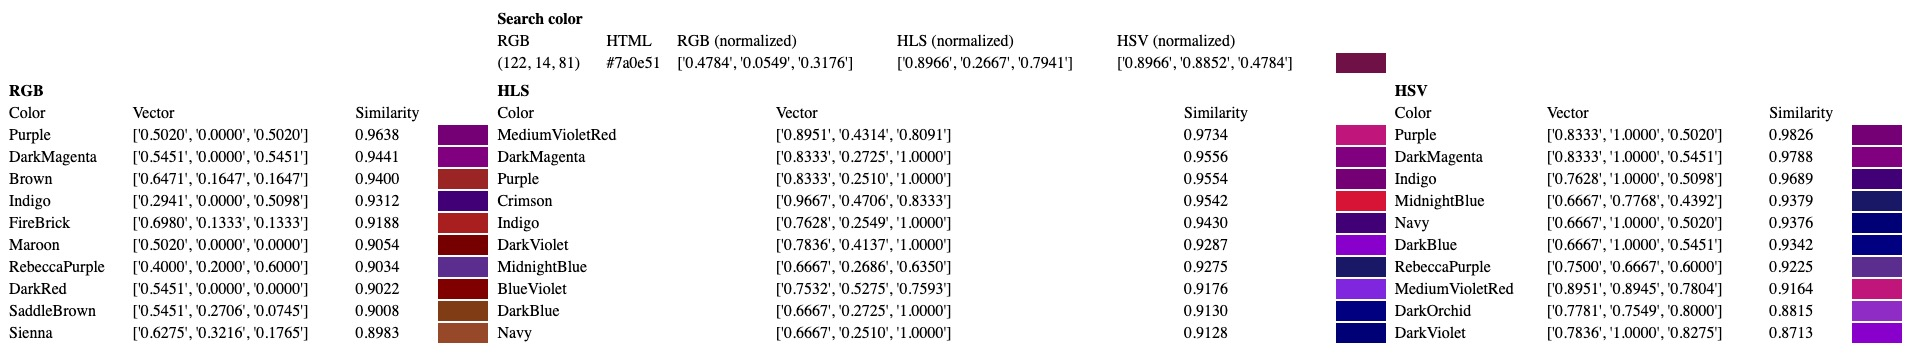 Search color
RGB HTML RGB (normalized) HLS (normalized) HSV (normalized)
(122, 14, 81) #7a0e51 ['0.4784', '0.0549', '0.3176'] ['0.8966', '0.2667', '0.7941'] ['0.8966', '0.8852', '0.4784']
RGB HLS HSV
Color Vector Similarity Color Vector Similarity Color Vector Similarity
Purple ['0.5020', '0.0000', '0.5020'] 0.9638 MediumVioletRed ['0.8951', '0.4314', '0.8091'] 0.9734 Purple ['0.8333', '1.0000', '0.5020'] 0.9826
DarkMagenta ['0.5451', '0.0000', '0.5451'] 0.9441 DarkMagenta ['0.8333', '0.2725', '1.0000'] 0.9556 DarkMagenta ['0.8333', '1.0000', '0.5451'] 0.9788
Brown ['0.6471', '0.1647', '0.1647'] 0.9400 Purple ['0.8333', '0.2510', '1.0000'] 0.9554 Indigo ['0.7628', '1.0000', '0.5098'] 0.9689
Indigo ['0.2941', '0.0000', '0.5098'] 0.9312 Crimson ['0.9667', '0.4706', '0.8333'] 0.9542 MidnightBlue ['0.6667', '0.7768', '0.4392'] 0.9379
FireBrick ['0.6980', '0.1333', '0.1333'] 0.9188 Indigo ['0.7628', '0.2549', '1.0000'] 0.9430 Navy ['0.6667', '1.0000', '0.5020'] 0.9376
Maroon ['0.5020', '0.0000', '0.0000'] 0.9054 DarkViolet ['0.7836', '0.4137', '1.0000'] 0.9287 DarkBlue ['0.6667', '1.0000', '0.5451'] 0.9342
RebeccaPurple ['0.4000', '0.2000', '0.6000'] 0.9034 MidnightBlue ['0.6667', '0.2686', '0.6350'] 0.9275 RebeccaPurple ['0.7500', '0.6667', '0.6000'] 0.9225
DarkRed ['0.5451', '0.0000', '0.0000'] 0.9022 BlueViolet ['0.7532', '0.5275', '0.7593'] 0.9176 MediumVioletRed ['0.8951', '0.8945', '0.7804'] 0.9164
SaddleBrown ['0.5451', '0.2706', '0.0745'] 0.9008 DarkBlue ['0.6667', '0.2725', '1.0000'] 0.9130 DarkOrchid ['0.7781', '0.7549', '0.8000'] 0.8815
Sienna ['0.6275', '0.3216', '0.1765'] 0.8983 Navy ['0.6667', '0.2510', '1.0000'] 0.9128 DarkViolet ['0.7836', '1.0000', '0.8275'] 0.8713